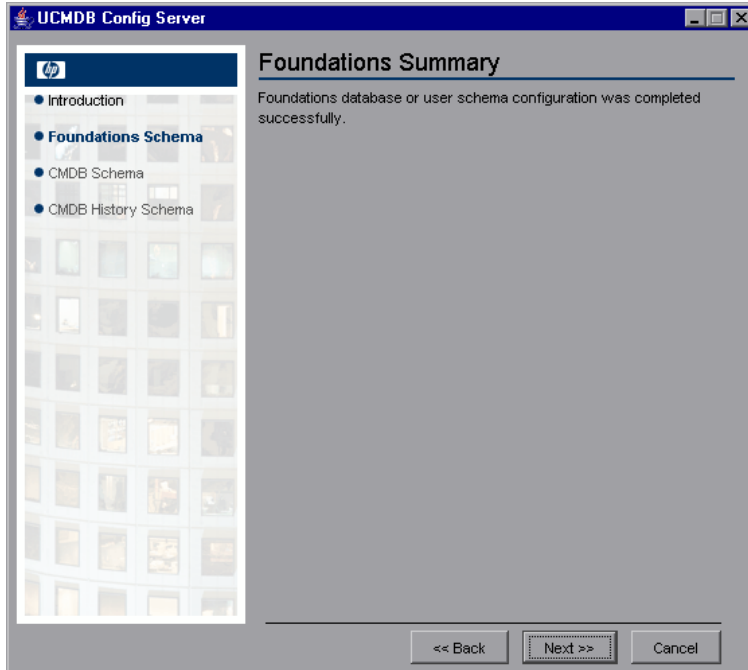 UCMDB Config Server
hp
Introduction
Foundations Schema
CMDB Schema
CMDB History Schema
Foundations Summary
Foundations database or user schema configuration was completed
successfully.
<< Back
Next >>
Cancel